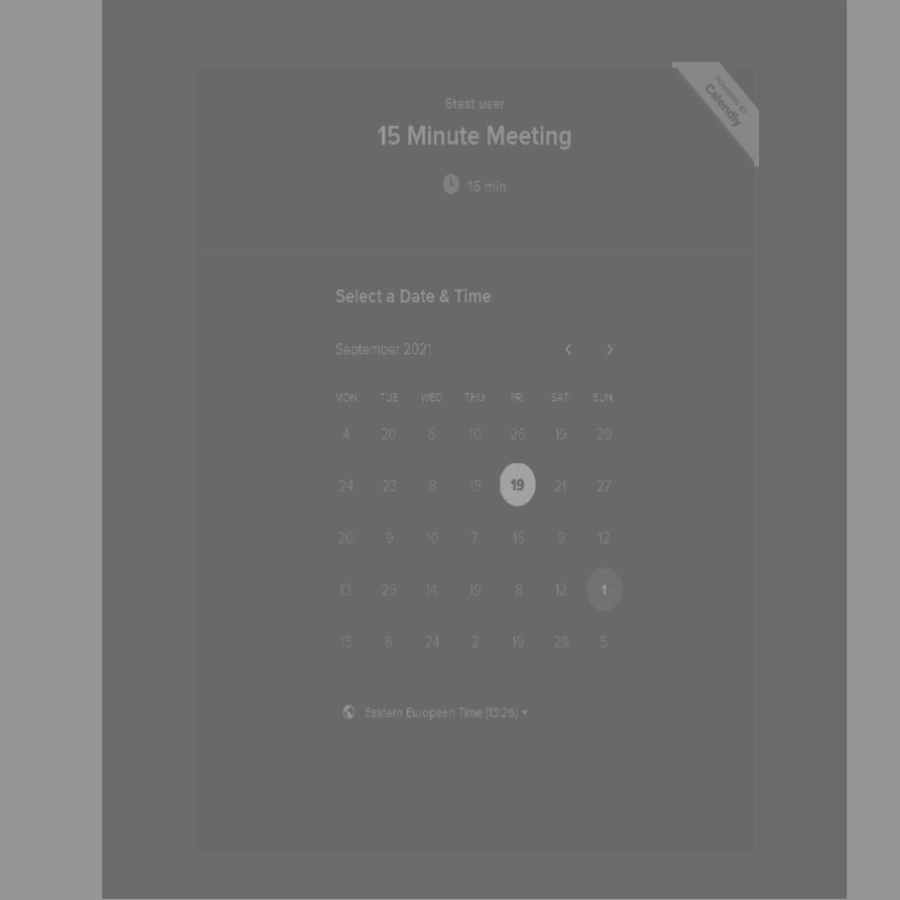 POWERED BY
Calendly
6test user
15 Minute Meeting
15 min
Select a Date & Time
September 2021
MON TUE WED THU FRI SAT SUN
4 20 6 10 26 19 29
24 23 8 15 19 21 27
20 9 10 7 15 9 12
13 25 14 19 8 12 1
15 6 24 2 19 29 5
Eastern European Time (13:26)